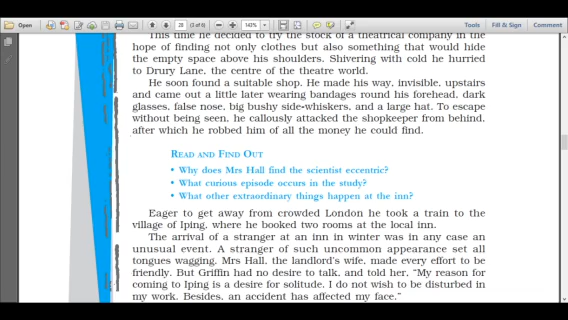 Open
20
(2 of 6)
143%
Tools
Fill & Sign
Comment
This time he decided to try the stock of a theatrical company in the
hope of finding not only clothes but also something that would hide
the empty space above his shoulders. Shivering with cold he hurried
to Drury Lane, the centre of the theatre world.
He soon found a suitable shop. He made his way, invisible, upstairs
and came out a little later wearing bandages round his forehead, dark
glasses, false nose, big bushy side-whiskers, and a large hat. To escape
without being seen, he callously attacked the shopkeeper from behind,
after which he robbed him of all the money he could find.
READ AND FIND OUT
• Why does Mrs Hall find the scientist eccentric?
• What curious episode occurs in the study?
• What other extraordinary things happen at the inn?
Eager to get away from crowded London he took a train to the
village of Iping, where he booked two rooms at the local inn.
The arrival of a stranger at an inn in winter was in any case an
unusual event. A stranger of such uncommon appearance set all
tongues wagging. Mrs Hall, the landlord's wife, made every effort to be
friendly. But Griffin had no desire to talk, and told her, “My reason for
coming to Iping is a desire for solitude. I do not wish to be disturbed in
my work. Besides, an accident has affected my face.”